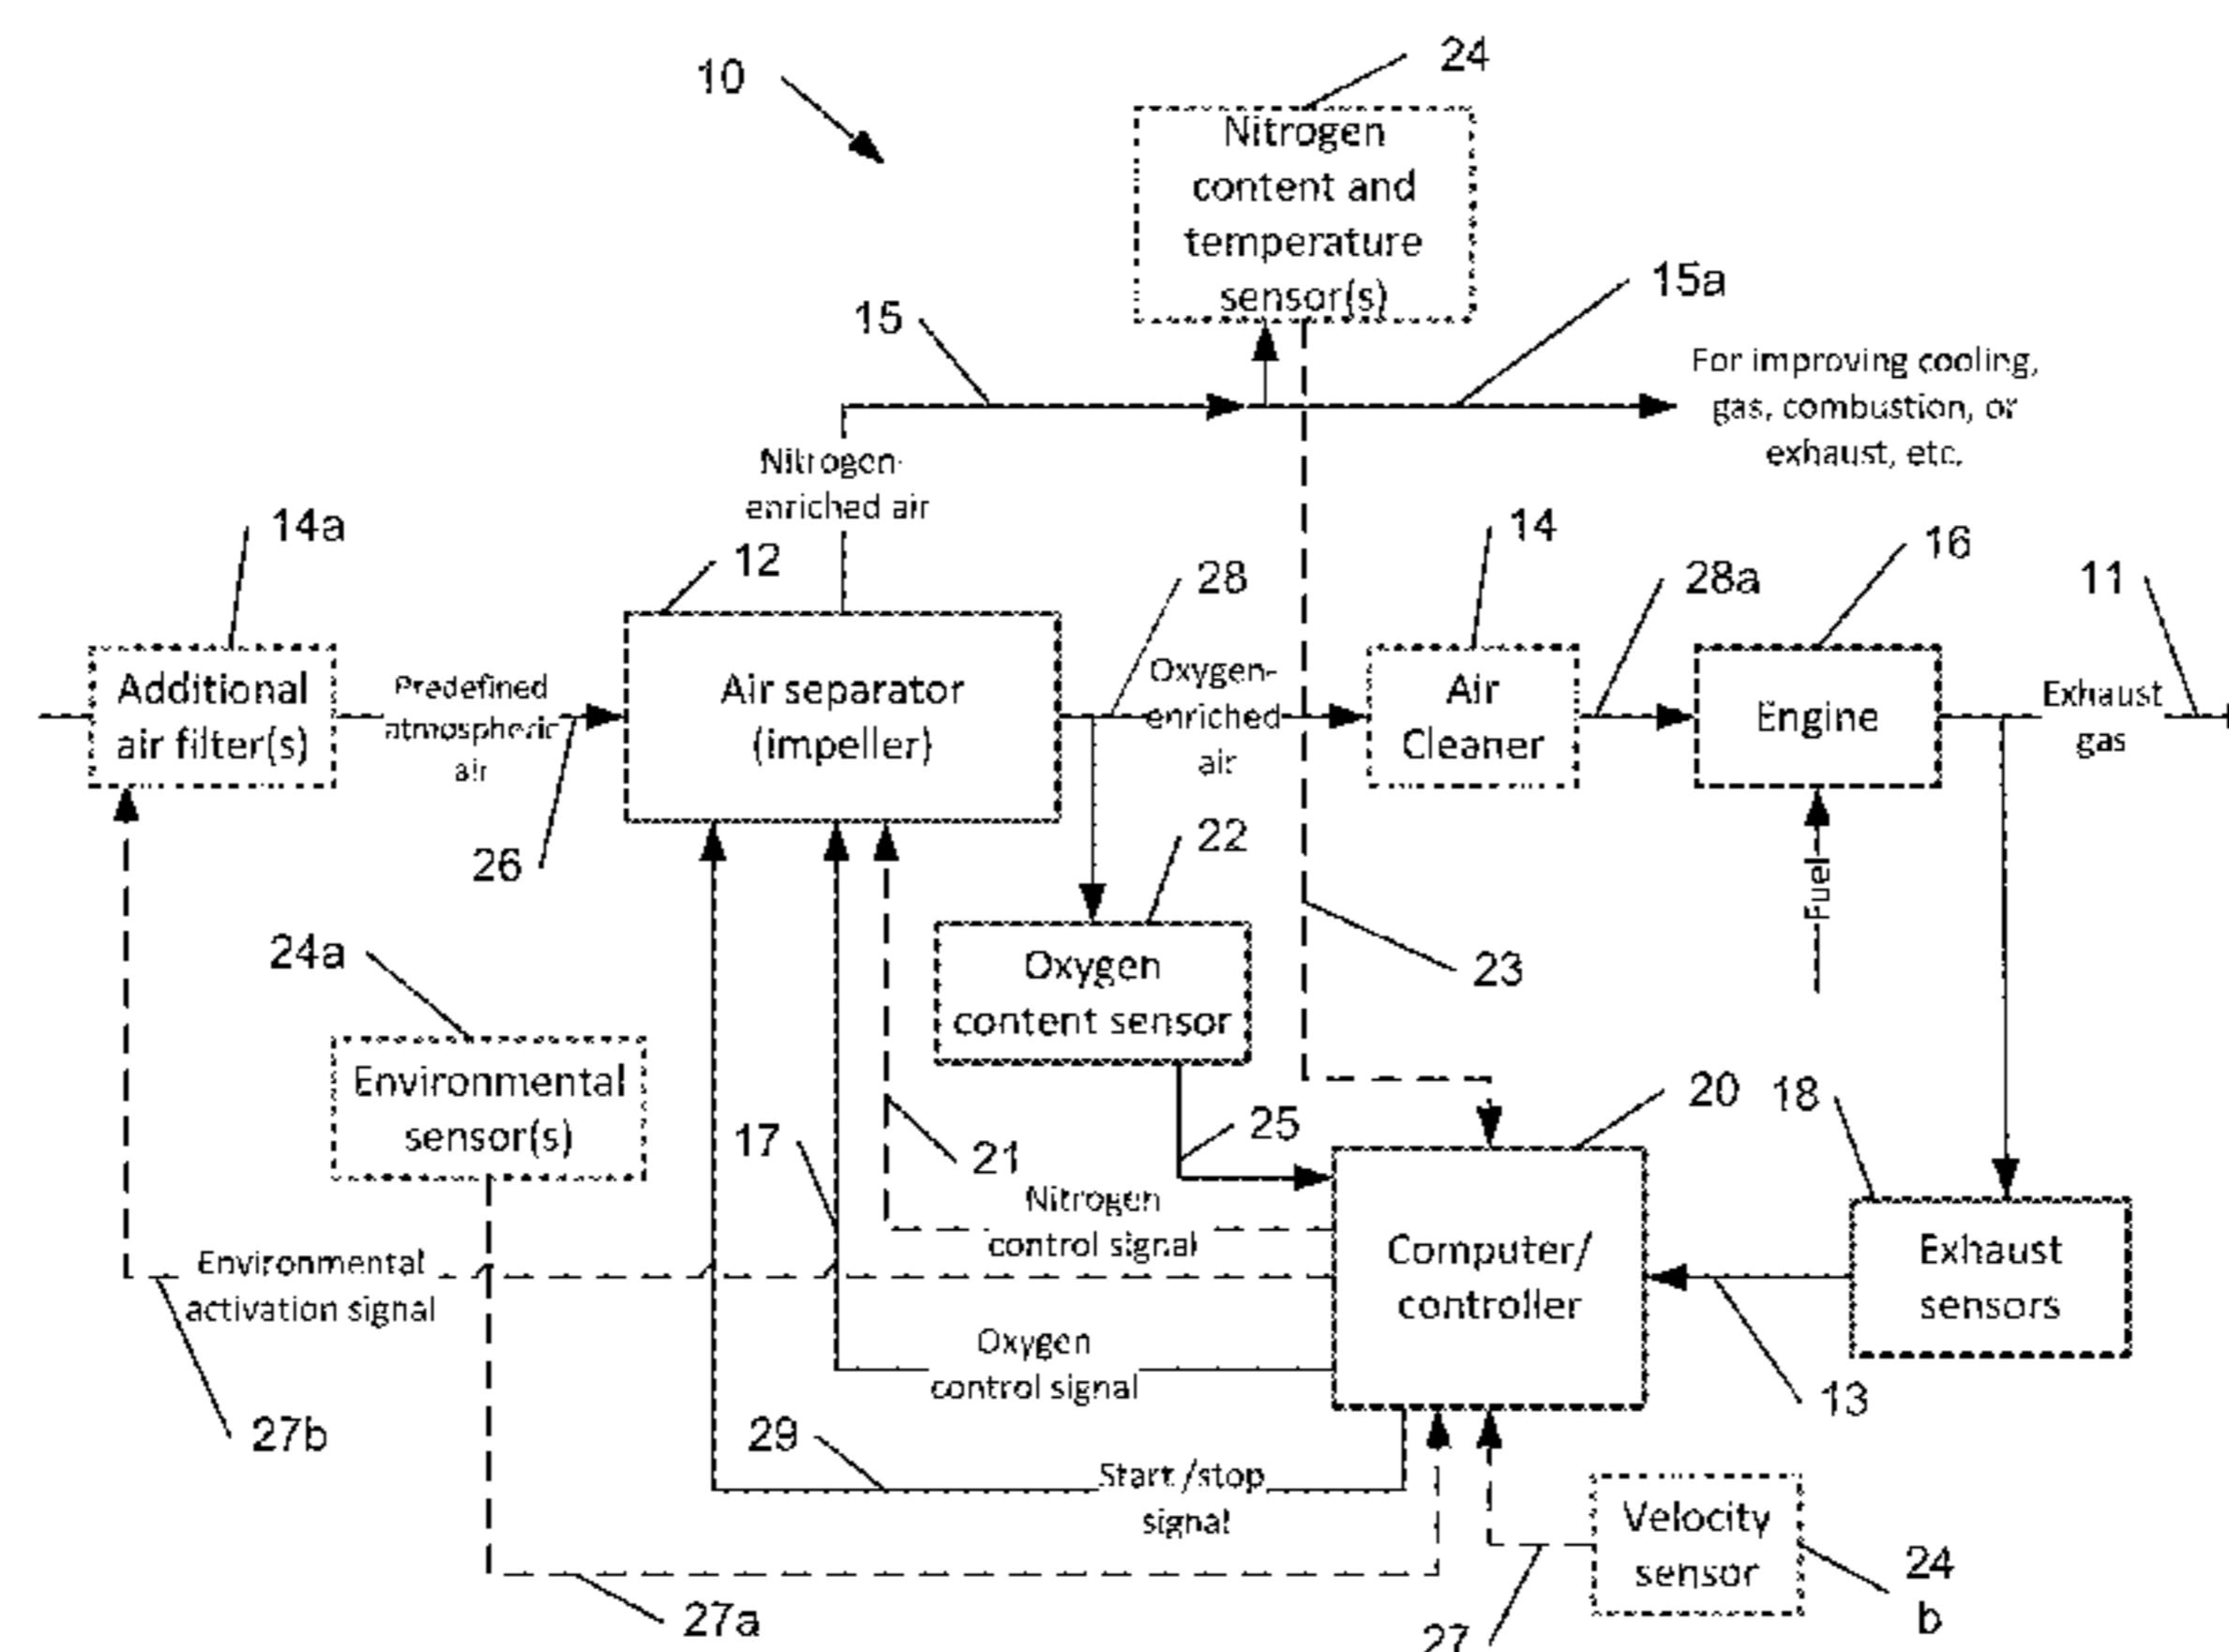 10
24
Nitrogen
content and
temperature
sensor(s)
15
15a
For improving cooling,
gas, combustion, or
exhaust, etc.
Nitrogen-
enriched air
14a
12
28
14
28a
16
11
Additional
air filter(s)
Predefined
atmospheric
air
26
Air separator
(impeller)
Oxygen-
enriched
air
Air
Cleaner
Engine
Exhaust
gas
Fuel
22
Oxygen
content sensor
23
24a
Environmental
sensor(s)
17
21
25
20
18
Nitrogen
control signal
Computer/
controller
Exhaust
sensors
Environmental
activation signal
Oxygen
control signal
13
27b
29
Start/stop
signal
Velocity
sensor
24
b
27a
27